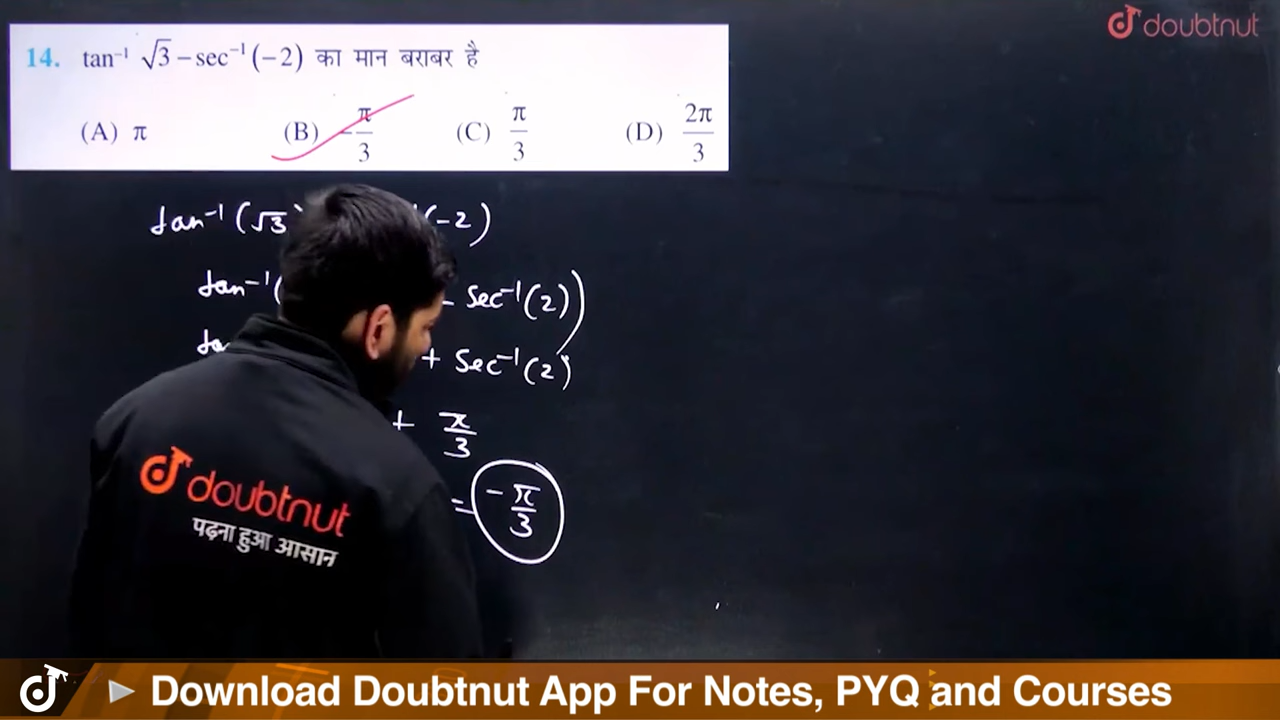 doubtnut
14. tan⁻¹ √3 – sec⁻¹ (–2) का मान बराबर है
(A) π (B) -π/3 (C) π/3 (D) 2π/3
tan⁻¹(√3 (-2)
tan⁻¹( - Sec⁻¹(2))
+ Sec⁻¹(2)
+ π/3
= -π/3
doubtnut
पढ़ना हुआ आसान
Download Doubtnut App For Notes, PYQ and Courses